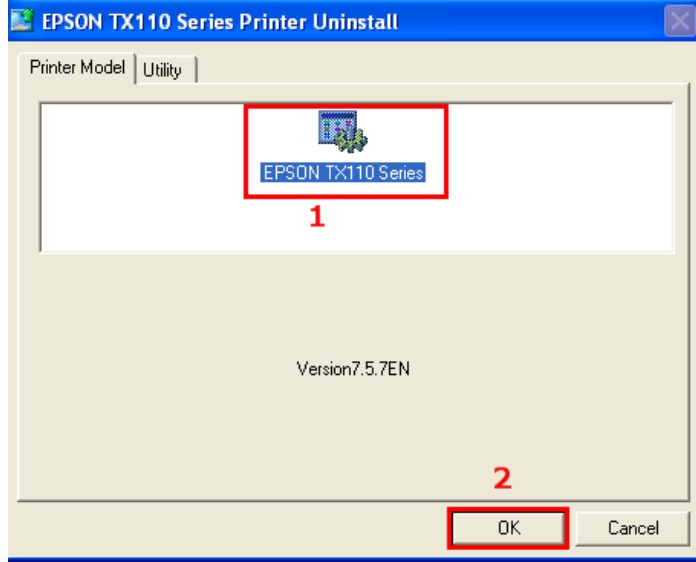 EPSON TX110 Series Printer Uninstall
Printer Model
Utility
EPSON TX110 Series
1
Version7.5.7EN
2
OK
Cancel